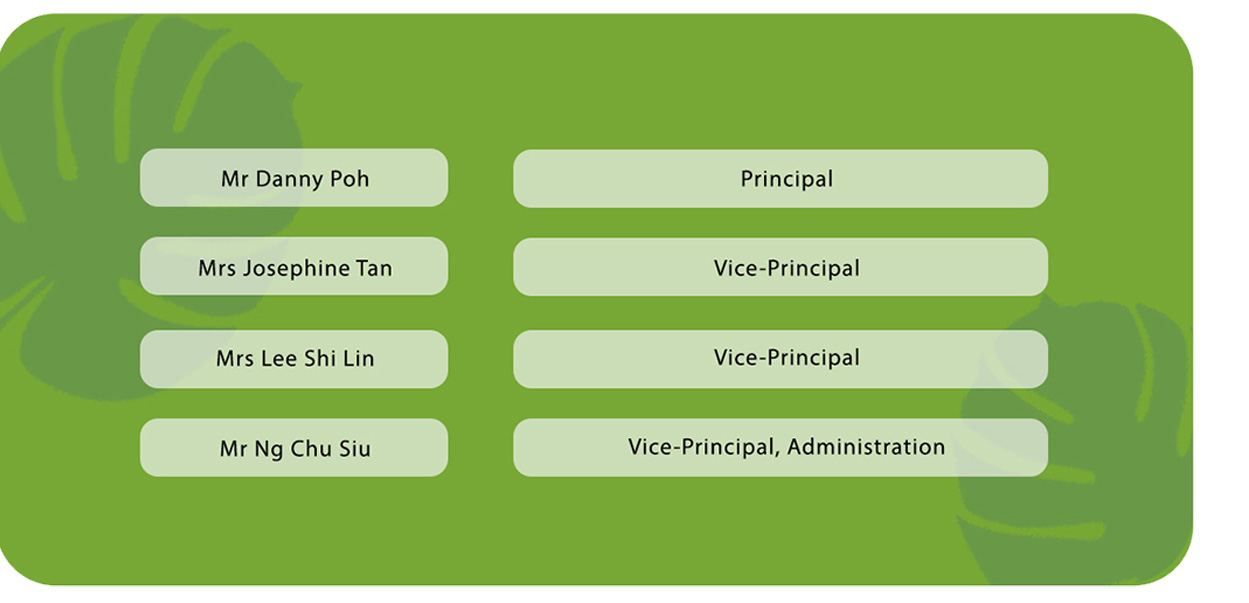 Mr Danny Poh Principal
Mrs Josephine Tan Vice-Principal
Mrs Lee Shi Lin Vice-Principal
Mr Ng Chu Siu Vice-Principal, Administration